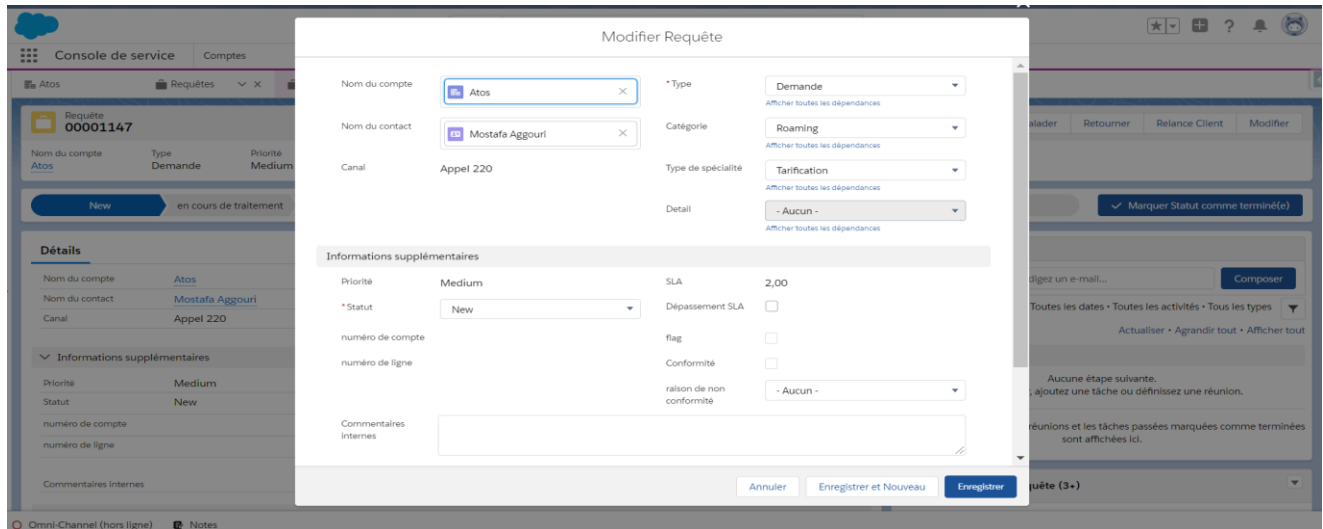 Console de service Comptes
Atos Requêtes
Requête
00001147
alader Retourner Relance Client Modifier
Nom du compte Type Priorité
Atos Demande Medium
New en cours de traitement
Marquer Statut comme terminé(e)
Détails
Nom du compte Atos
Nom du contact Mostafa Aggouri
Canal Appel 220
Informations supplémentaires
Priorité Medium
Statut New
numéro de compte
numéro de ligne
Commentaires internes
Modifier Requête
Nom du compte Atos
*Type Demande
Afficher toutes les dépendances
Nom du contact Mostafa Aggouri
Catégorie Roaming
Afficher toutes les dépendances
Canal Appel 220
Type de spécialité Tarification
Afficher toutes les dépendances
Detail - Aucun -
Afficher toutes les dépendances
Informations supplémentaires
Priorité Medium
SLA 2,00
*Statut New
Dépassement SLA
numéro de compte
flag
numéro de ligne
Conformité
raison de non
conformité
- Aucun -
Commentaires
internes
Annuler Enregistrer et Nouveau Enregistrer
digez un e-mail... Composer
Toutes les dates • Toutes les activités • Tous les types
Actualiser • Agrandir tout • Afficher tout
Aucune étape suivante.
, ajoutez une tâche ou définissez une réunion.
réunions et les tâches passées marquées comme terminées
sont affichées ici.
quête (3+)
Omni-Channel (hors ligne) Notes